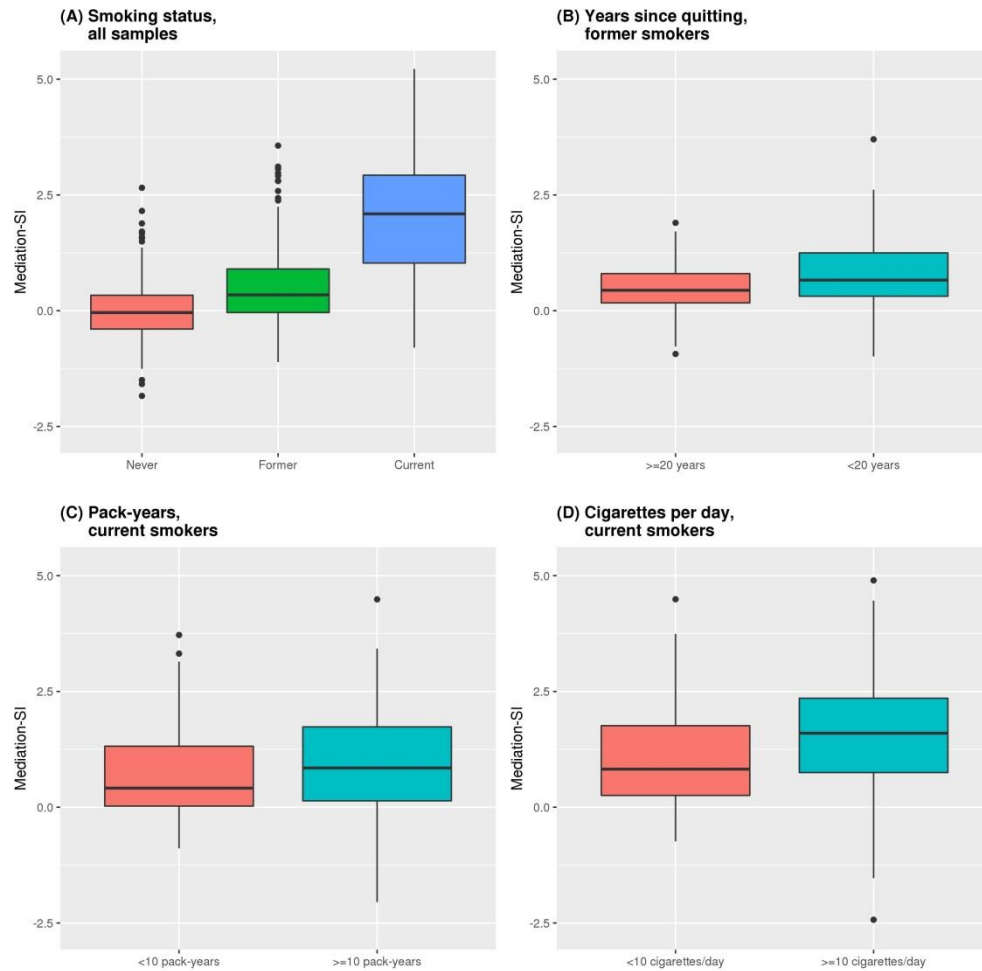 (A) Smoking status,
all samples
Mediation-SI
5.0
2.5
0.0
-2.5
Never Former Current
(B) Years since quitting,
former smokers
Mediation-SI
5.0
2.5
0.0
-2.5
>=20 years <20 years
(C) Pack-years,
current smokers
Mediation-SI
5.0
2.5
0.0
-2.5
<10 pack-years >=10 pack-years
(D) Cigarettes per day,
current smokers
Mediation-SI
5.0
2.5
0.0
-2.5
<10 cigarettes/day >=10 cigarettes/day